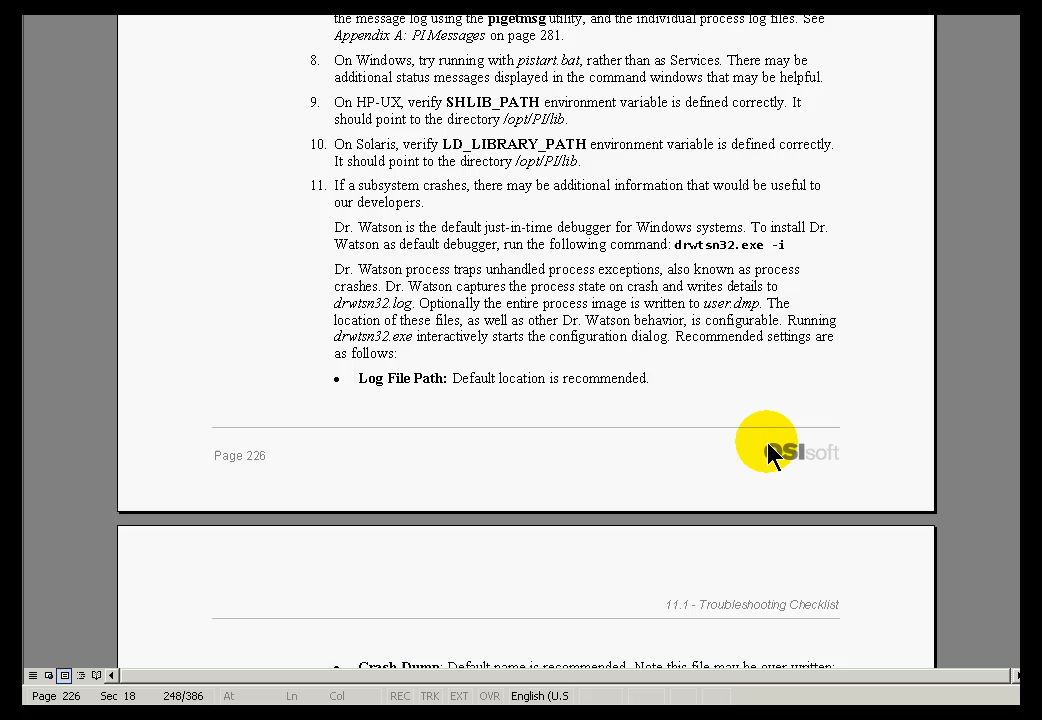 the message log using the pigetmsg utility, and the individual process log files. See
Appendix A: PI Messages on page 281.
8. On Windows, try running with pistart.bat, rather than as Services. There may be
additional status messages displayed in the command windows that may be helpful.
9. On HP-UX, verify SHLIB_PATH environment variable is defined correctly. It
should point to the directory /opt/PI/lib.
10. On Solaris, verify LD_LIBRARY_PATH environment variable is defined correctly.
It should point to the directory /opt/PI/lib.
11. If a subsystem crashes, there may be additional information that would be useful to
our developers.
Dr. Watson is the default just-in-time debugger for Windows systems. To install Dr.
Watson as default debugger, run the following command: drwtsn32.exe -i
Dr. Watson process traps unhandled process exceptions, also known as process
crashes. Dr. Watson captures the process state on crash and writes details to
drwtsn32.log. Optionally the entire process image is written to user.dmp. The
location of these files, as well as other Dr. Watson behavior, is configurable. Running
drwtsn32.exe interactively starts the configuration dialog. Recommended settings are
as follows:
• Log File Path: Default location is recommended.
Page 226
OSIsoft
11.1 - Troubleshooting Checklist
• Crash Dump: Default name is recommended. Note this file may be over written;
Page 226 Sec 18 248/386 At Ln Col REC TRK EXT OVR English (U.S